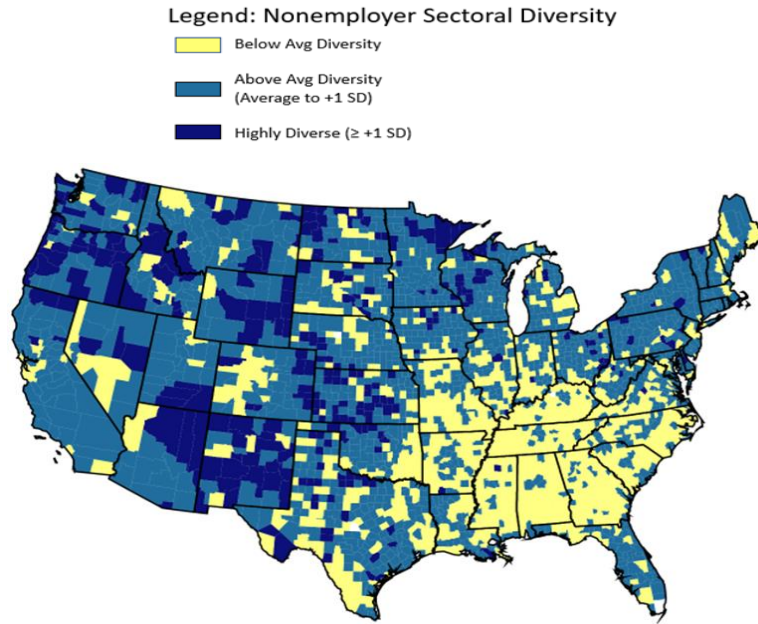 Legend: Nonemployer Sectoral Diversity
Below Avg Diversity
Above Avg Diversity
(Average to +1 SD)
Highly Diverse (≥ +1 SD)